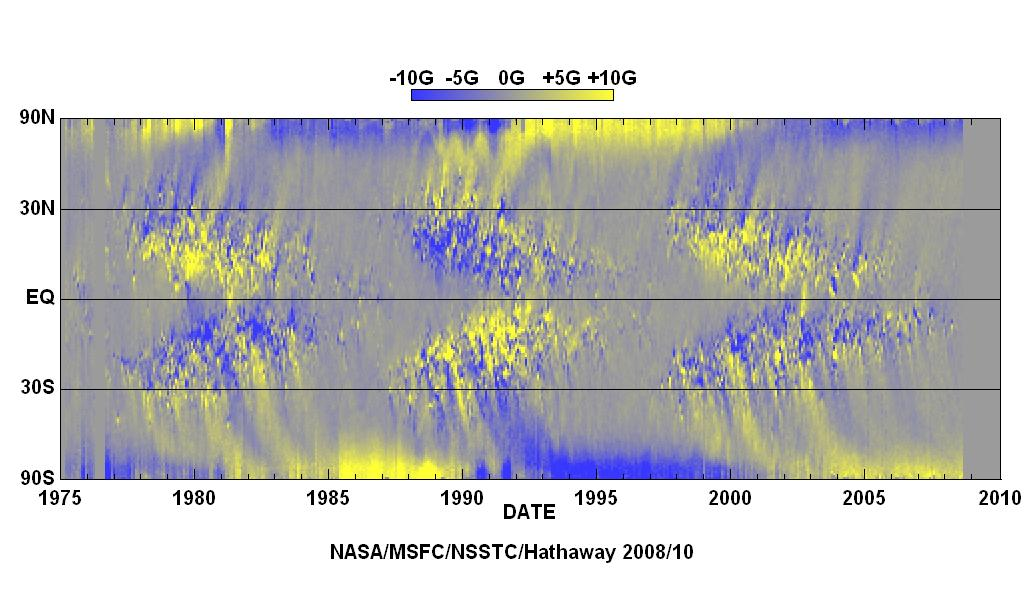 -10G -5G 0G +5G +10G
90N
30N
EQ
30S
90S
1975 1980 1985 1990 1995 2000 2005 2010
DATE
NASA/MSFC/NSSTC/Hathaway 2008/10